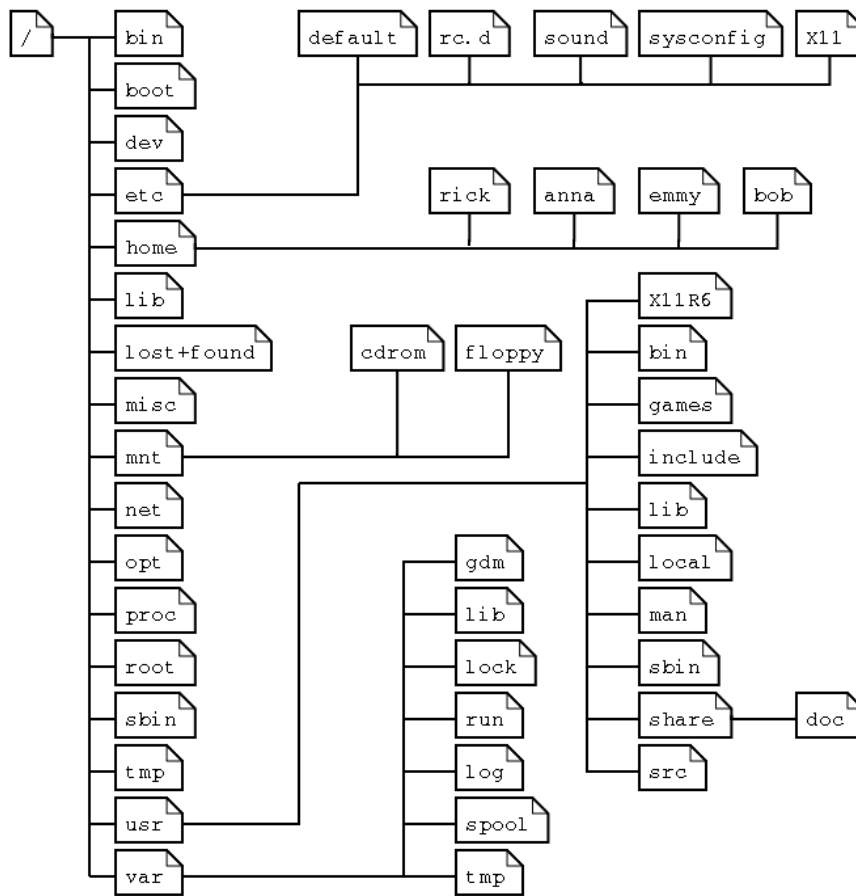 / bin default rc.d sound sysconfig X11
boot
dev
etc rick anna emmy bob
home
lib X11R6
lost+found cdrom floppy bin
misc games
mnt include
net lib
opt gdm local
proc lib man
root lock sbin
sbin run share doc
tmp log src
usr spool
var tmp